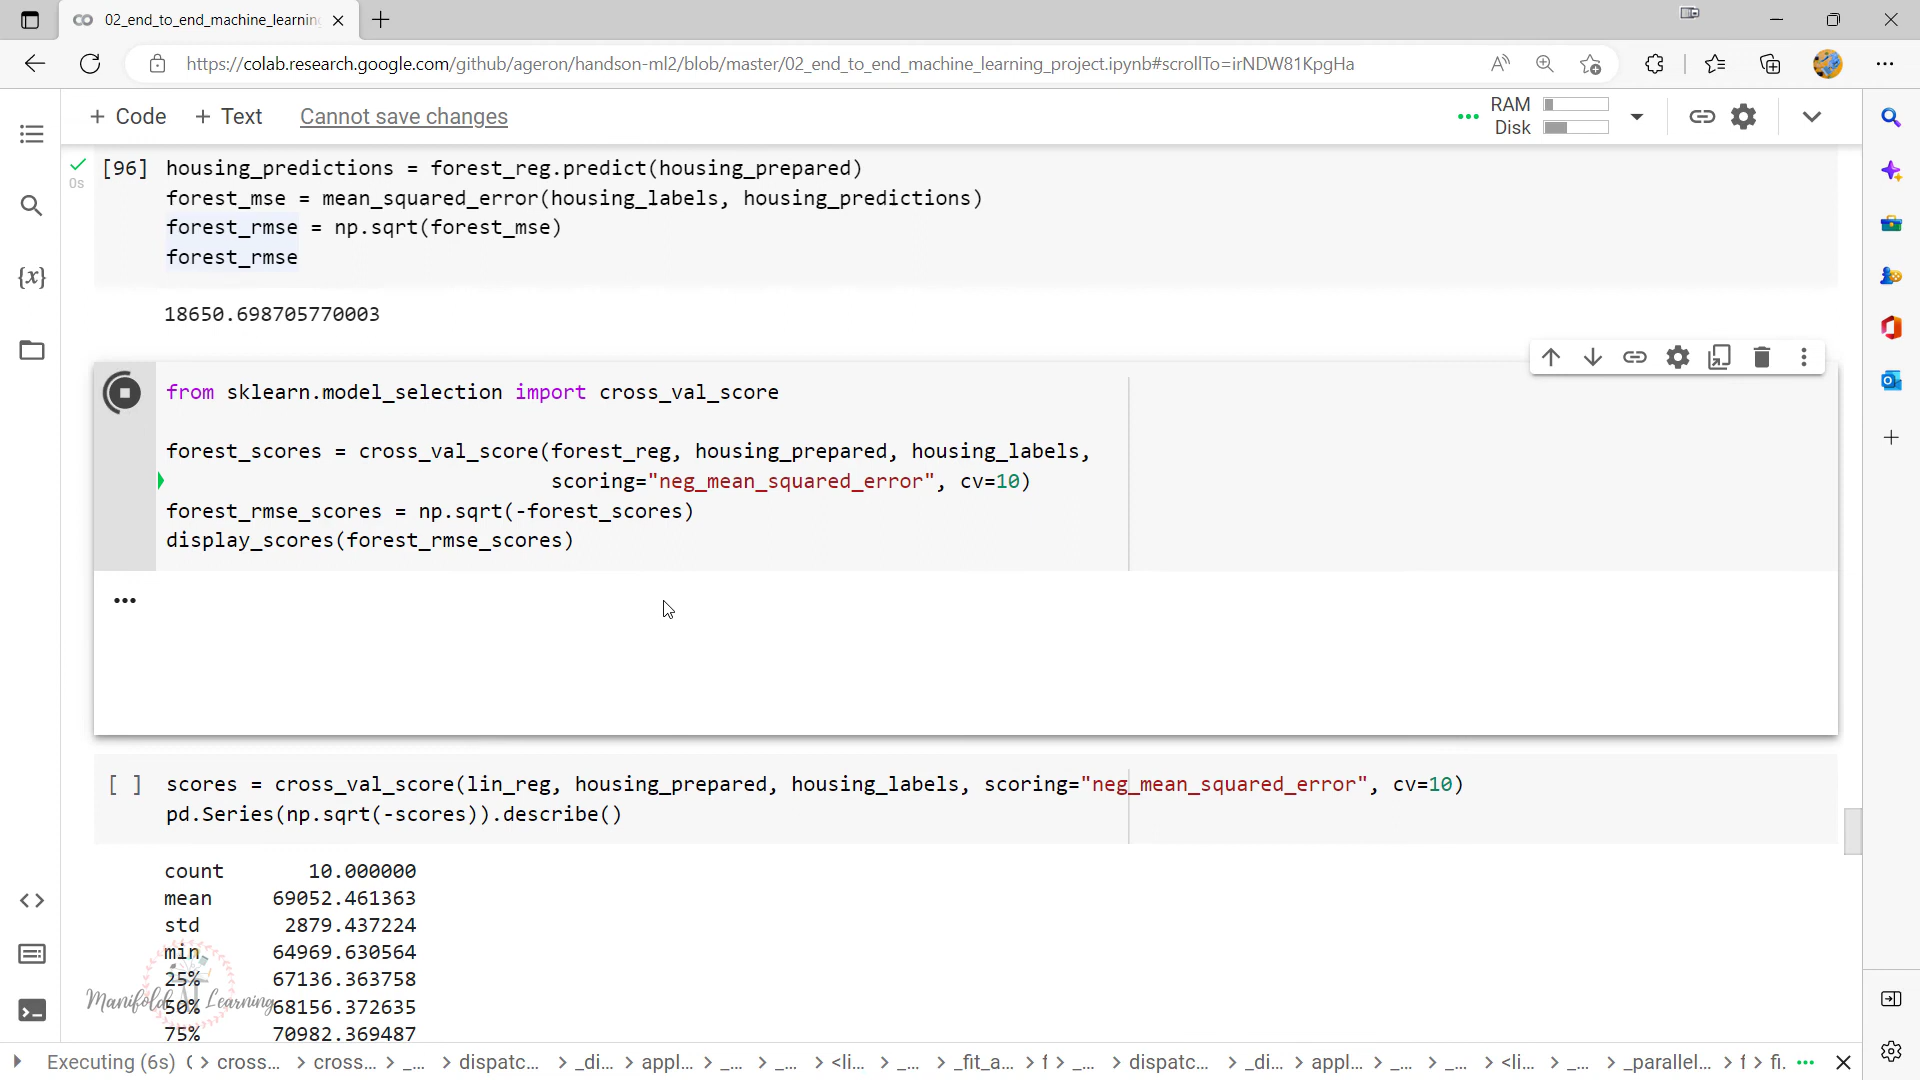 02_end_to_end_machine_learning
https://colab.research.google.com/github/ageron/handson-ml2/blob/master/02_end_to_end_machine_learning_project.ipynb#scrollTo=irNDW81KpgHa
+ Code + Text Cannot save changes
RAM
Disk
[96] housing_predictions = forest_reg.predict(housing_prepared)
0s
forest_mse = mean_squared_error(housing_labels, housing_predictions)
forest_rmse = np.sqrt(forest_mse)
forest_rmse
18650.698705770003
from sklearn.model_selection import cross_val_score
forest_scores = cross_val_score(forest_reg, housing_prepared, housing_labels,
scoring="neg_mean_squared_error", cv=10)
forest_rmse_scores = np.sqrt(-forest_scores)
display_scores(forest_rmse_scores)
[ ] scores = cross_val_score(lin_reg, housing_prepared, housing_labels, scoring="neg_mean_squared_error", cv=10)
pd.Series(np.sqrt(-scores)).describe()
count 10.000000
mean 69052.461363
std 2879.437224
min 64969.630564
25% 67136.363758
50% 68156.372635
75% 70982.369487
Manifold AI Learning
Executing (6s) > cross... > cross... > _... > dispatc... > _di... > appl... > _... > _... > <li... > _... > _fit_a... > f > _... > dispatc... > _di... > appl... > _... > _... > <li... > _... > _parallel... > f > fi.